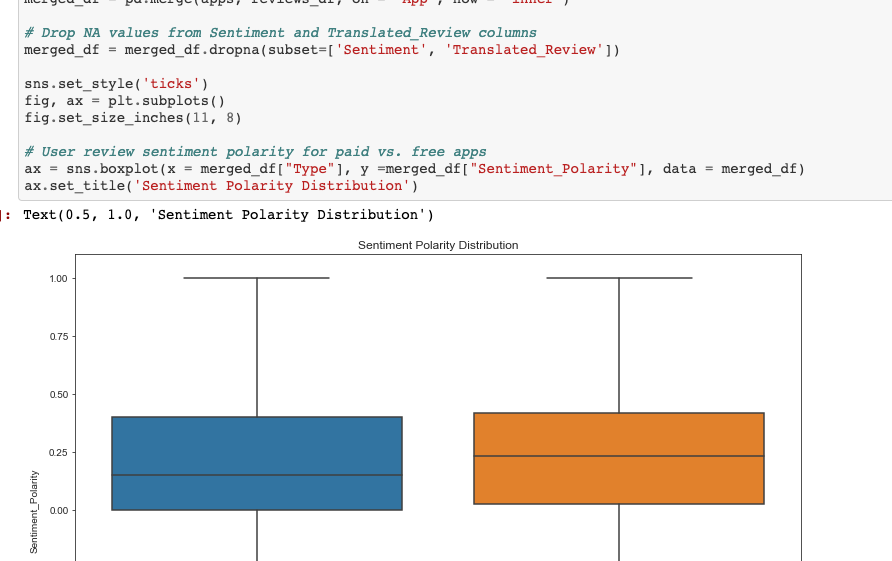 merged_df = pd.merge(apps, reviews_df, on = "App", how = "inner")
# Drop NA values from Sentiment and Translated_Review columns
merged_df = merged_df.dropna(subset=['Sentiment', 'Translated_Review'])
sns.set_style('ticks')
fig, ax = plt.subplots()
fig.set_size_inches(11, 8)
# User review sentiment polarity for paid vs. free apps
ax = sns.boxplot(x = merged_df["Type"], y =merged_df["Sentiment_Polarity"], data = merged_df)
ax.set_title('Sentiment Polarity Distribution')
]: Text(0.5, 1.0, 'Sentiment Polarity Distribution')
Sentiment Polarity Distribution
1.00
0.75
0.50
0.25
0.00
Sentiment_Polarity